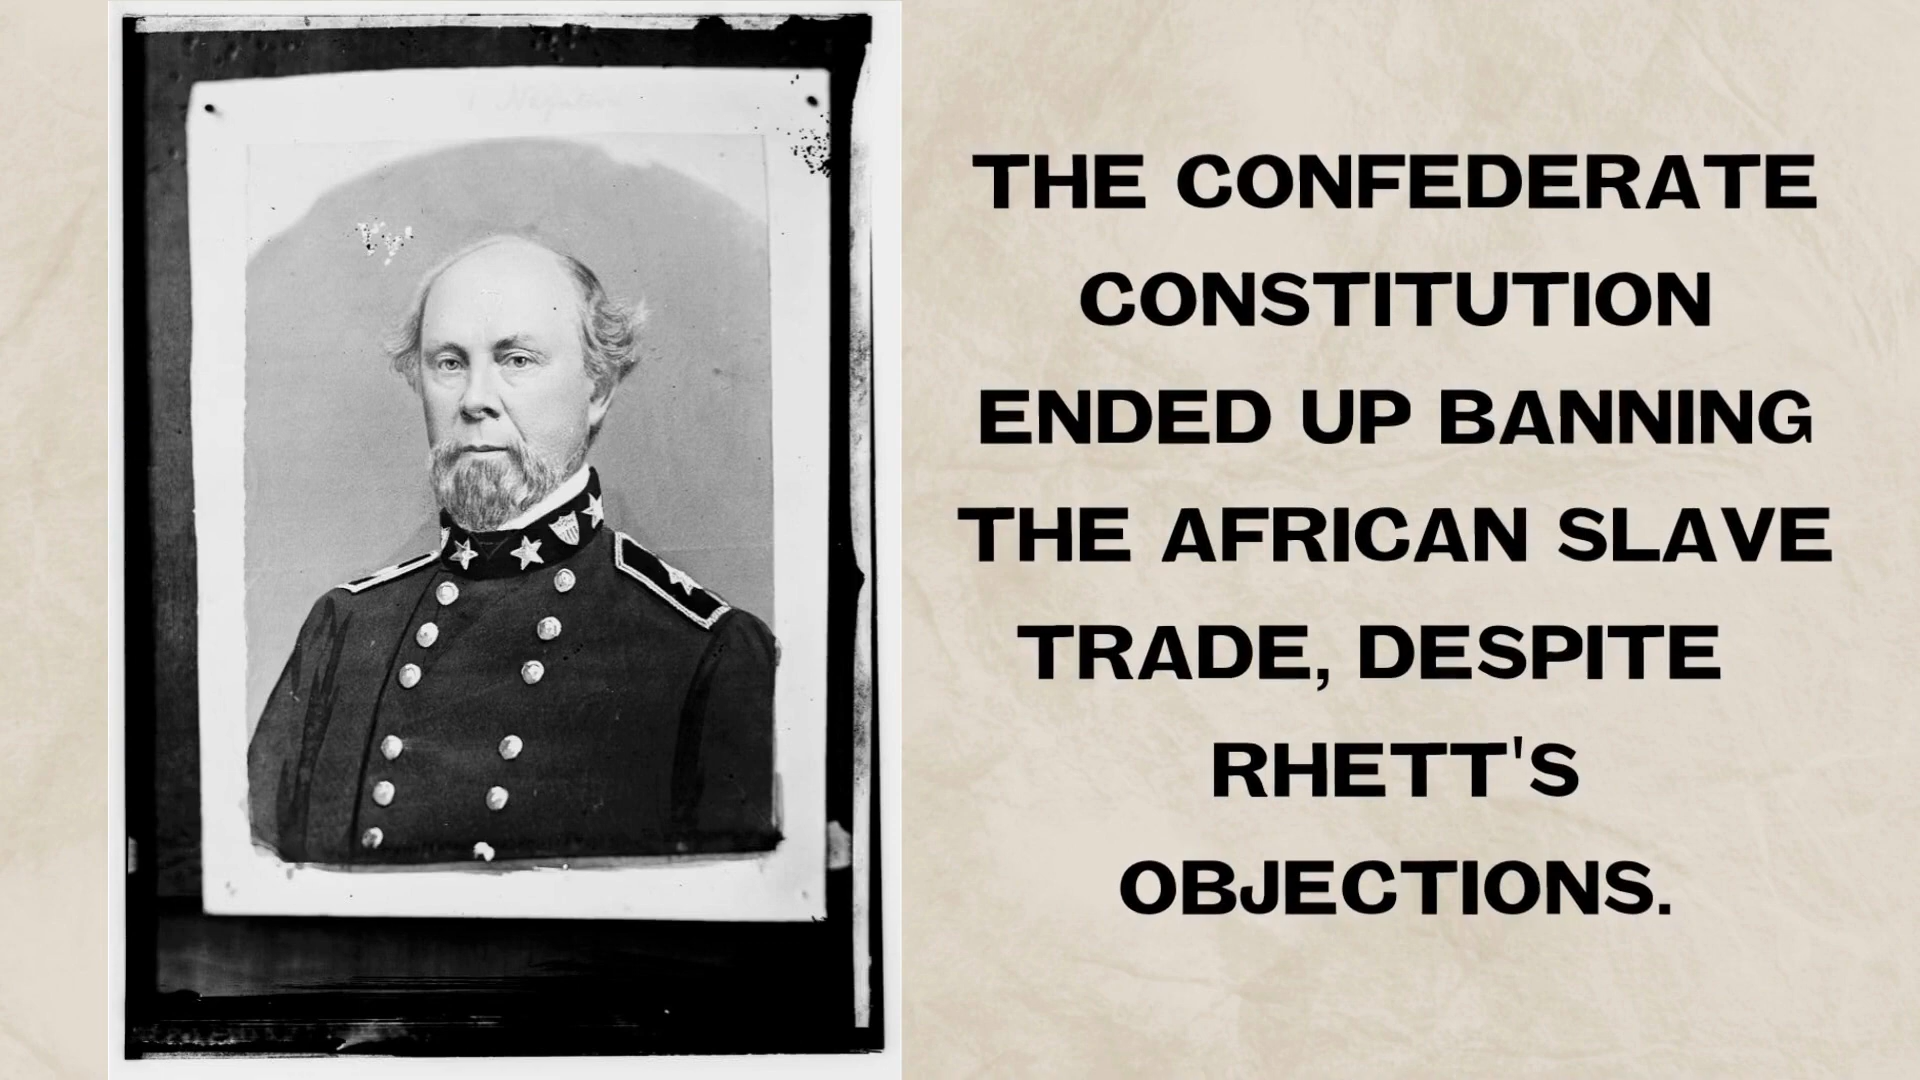 THE CONFEDERATE
CONSTITUTION
ENDED UP BANNING
THE AFRICAN SLAVE
TRADE, DESPITE
RHETT'S
OBJECTIONS.